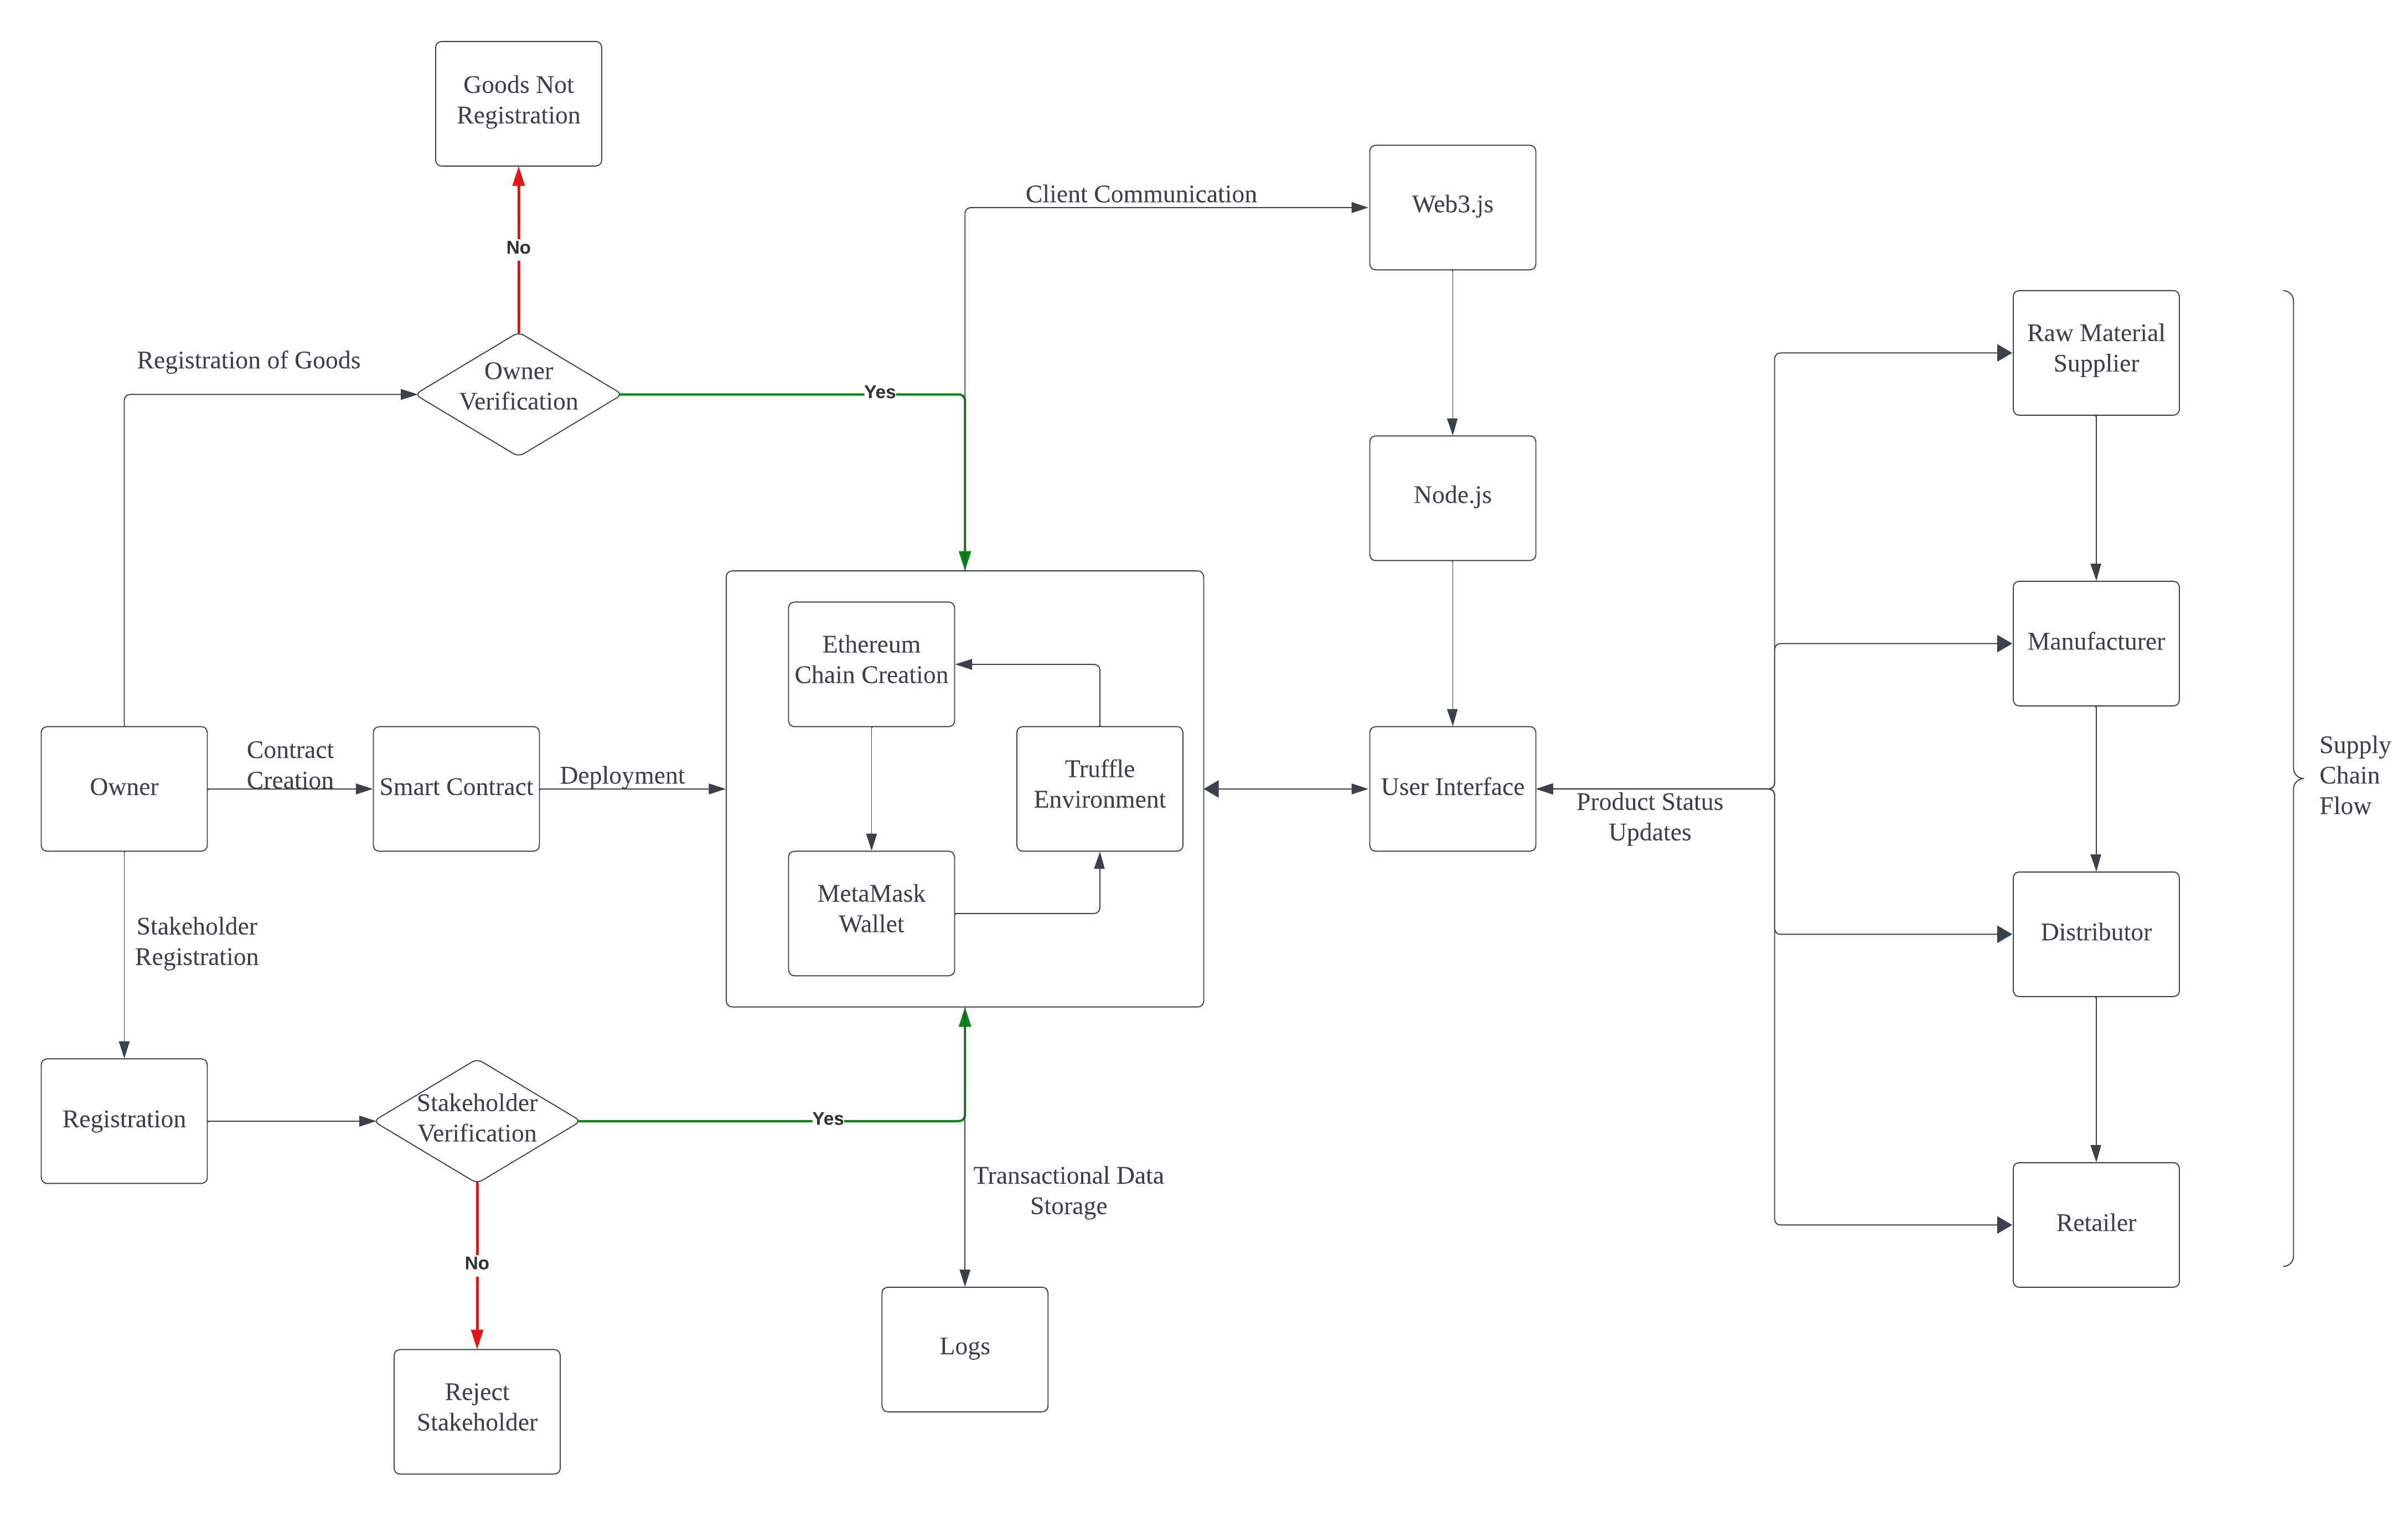 Goods Not
Registration
No
Client Communication
Web3.js
Registration of Goods
Owner
Verification
Yes
Node.js
Raw Material
Supplier
Manufacturer
Distributor
Retailer
Supply
Chain
Flow
Owner
Contract
Creation
Smart Contract
Deployment
Ethereum
Chain Creation
Truffle
Environment
MetaMask
Wallet
User Interface
Product Status
Updates
Stakeholder
Registration
Registration
Stakeholder
Verification
Yes
No
Reject
Stakeholder
Transactional Data
Storage
Logs